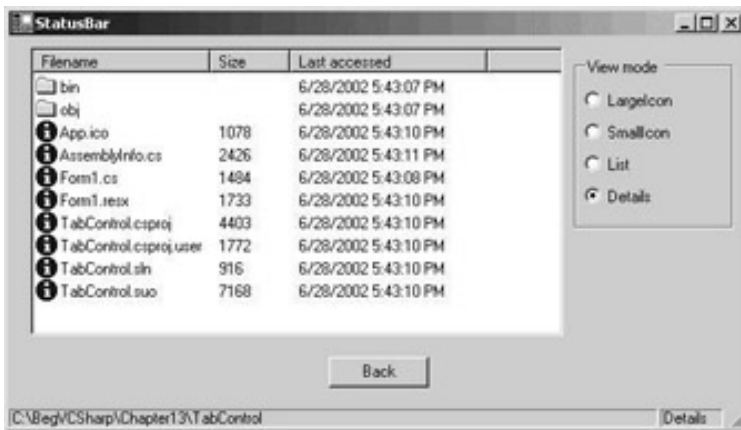 StatusBar
Filename Size Last accessed
bin 6/28/2002 5:43:07 PM
obj 6/28/2002 5:43:07 PM
App.ico 1078 6/28/2002 5:43:10 PM
AssemblyInfo.cs 2426 6/28/2002 5:43:11 PM
Form1.cs 1484 6/28/2002 5:43:08 PM
Form1.resx 1733 6/28/2002 5:43:10 PM
TabControl.csproj 4403 6/28/2002 5:43:10 PM
TabControl.csproj.user 1772 6/28/2002 5:43:10 PM
TabControl.sln 916 6/28/2002 5:43:10 PM
TabControl.suo 7168 6/28/2002 5:43:10 PM
View mode
LargeIcon
SmallIcon
List
Details
Back
C:\BegVCSharp\Chapter13\TabControl Details